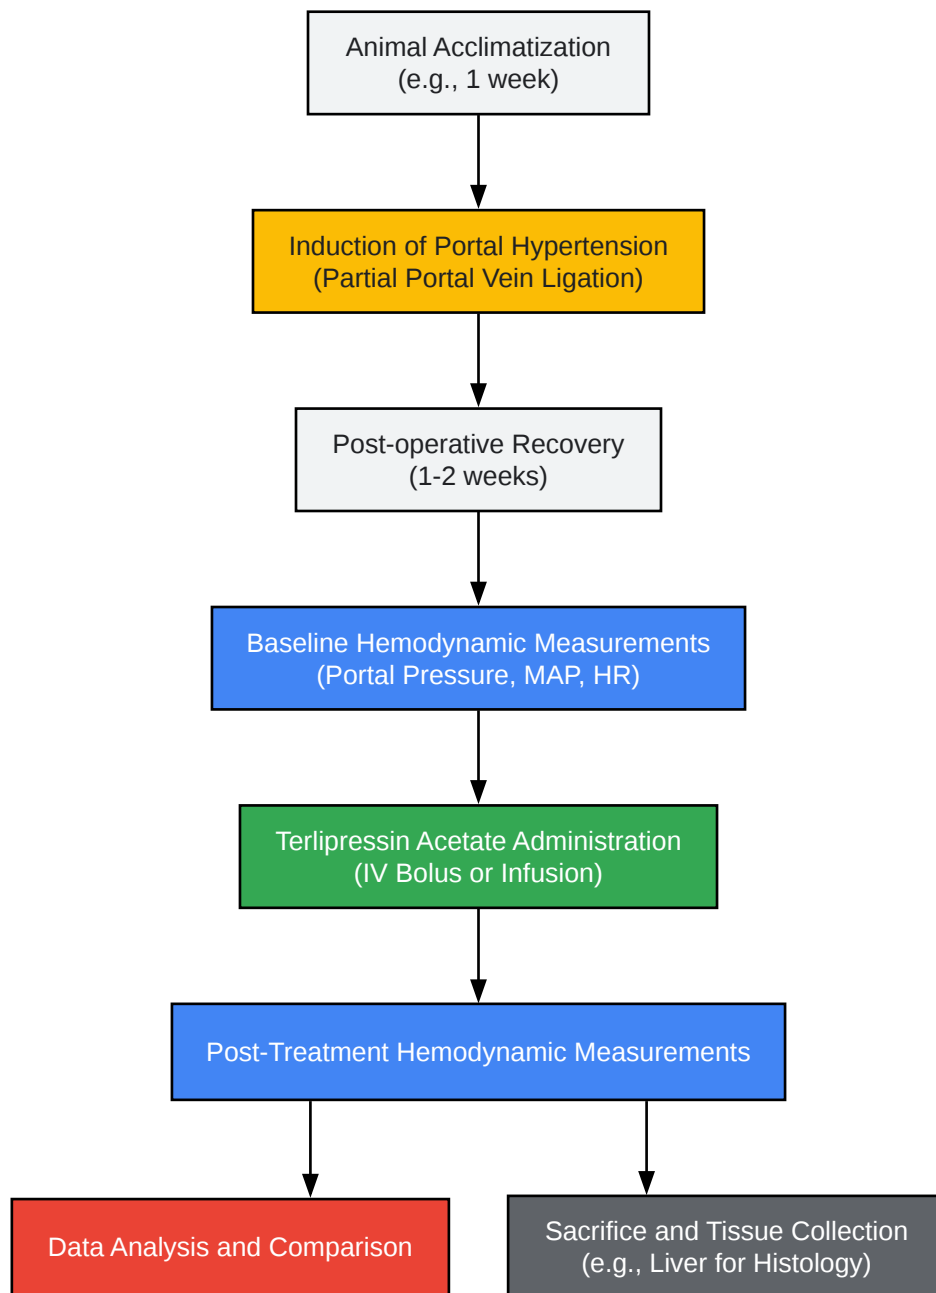 Animal Acclimatization
(e.g., 1 week)
Induction of Portal Hypertension
(Partial Portal Vein Ligation)
Post-operative Recovery
(1-2 weeks)
Baseline Hemodynamic Measurements
(Portal Pressure, MAP, HR)
Terlipressin Acetate Administration
(IV Bolus or Infusion)
Post-Treatment Hemodynamic Measurements
Data Analysis and Comparison
Sacrifice and Tissue Collection
(e.g., Liver for Histology)